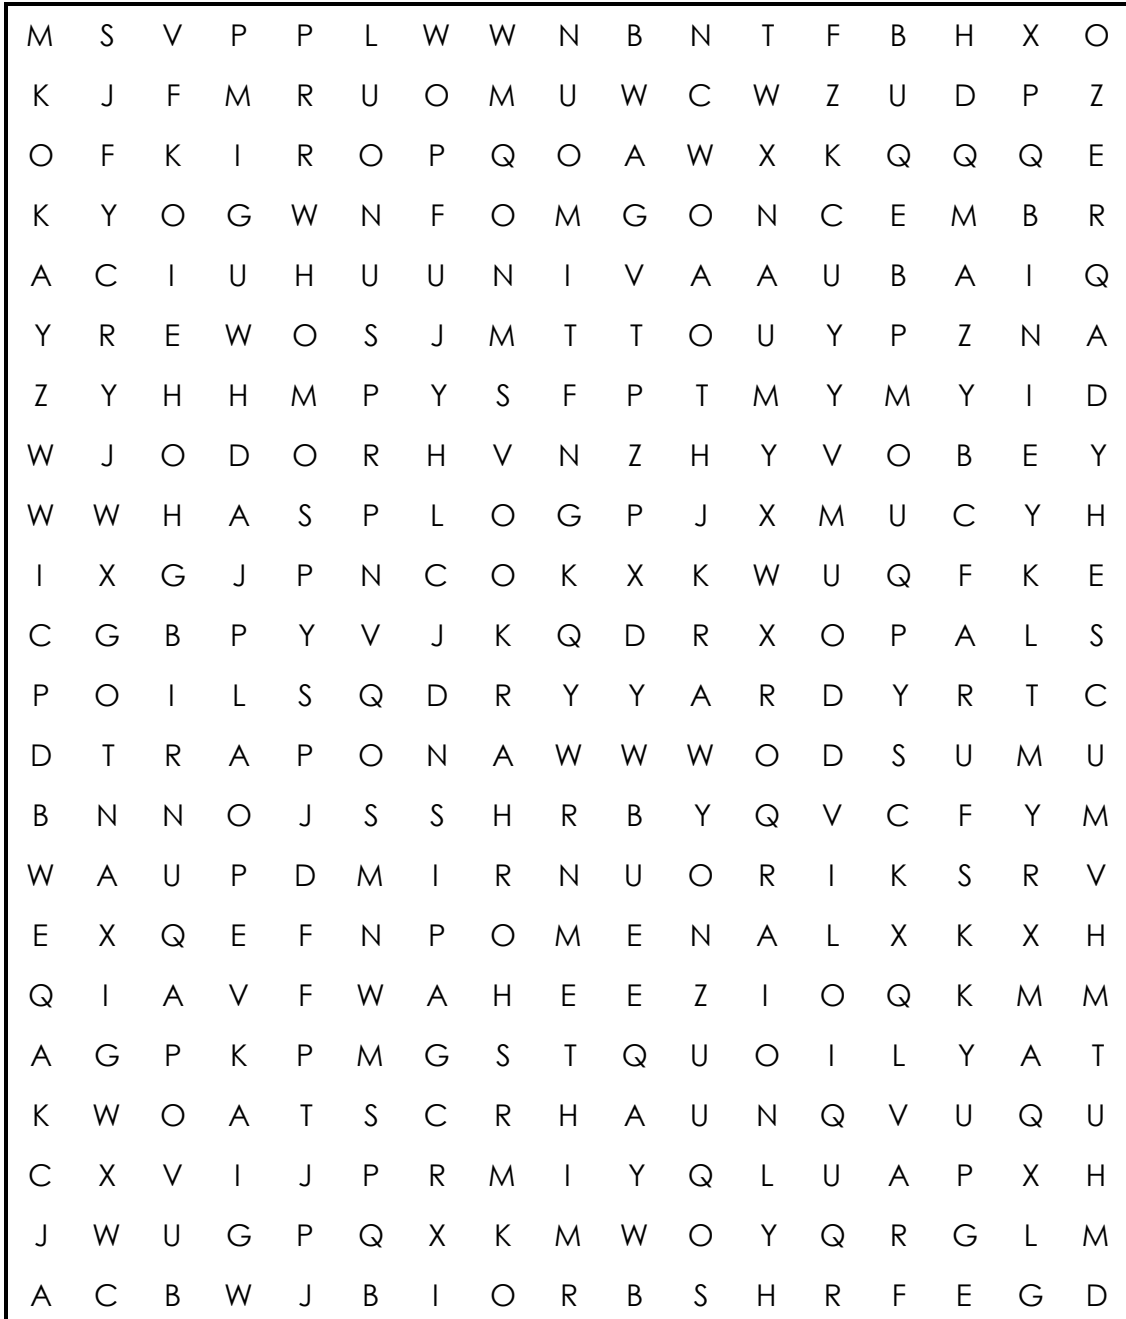 M S V P P L W W N B N T F B H X O
K J F M R U O M U W C W Z U D P Z
O F K I R O P Q O A W X K Q Q Q E
K Y O G W N F O M G O N C E M B R
A C I U H U U N I V A A U B A I Q
Y R E W O S J M T T O U Y P Z N A
Z Y H H M P Y S F P T M Y M Y I D
W J O D O R H V N Z H Y V O B E Y
W W H A S P L O G P J X M U C Y H
I X G J P N C O K X K W U Q F K E
C G B P Y V J K Q D R X O P A L S
P O I L S Q D R Y Y A R D Y R T C
D T R A P O N A W W W O D S U M U
B N N O J S S H R B Y Q V C F Y M
W A U P D M I R N U O R I K S R V
E X Q E F N P O M E N A L X K X H
Q I A V F W A H E E Z I O Q K M M
A G P K P M G S T Q U O I L Y A T
K W O A T S C R H A U N Q V U Q U
C X V I J P R M I Y Q L U A P X H
J W U G P Q X K M W O Y Q R G L M
A C B W J B I O R B S H R F E G D